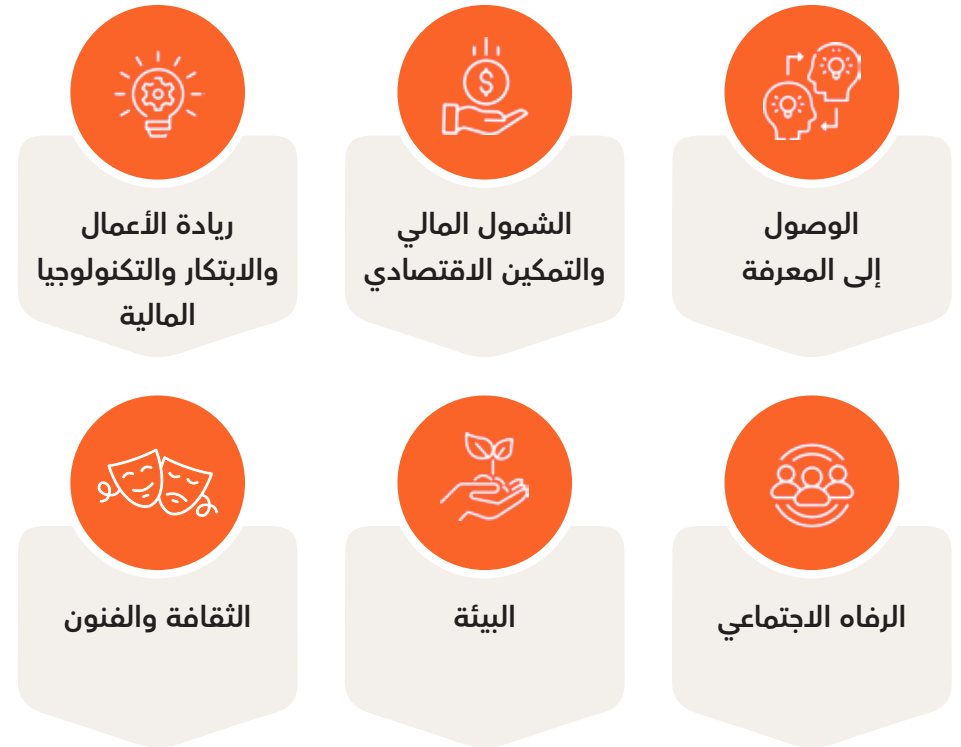 الوصول
إلى المعرفة
الشمول المالي
والتمكين الاقتصادي
ريادة الأعمال
والابتكار والتكنولوجيا
المالية
الرفاه الاجتماعي
البيئة
الثقافة والفنون